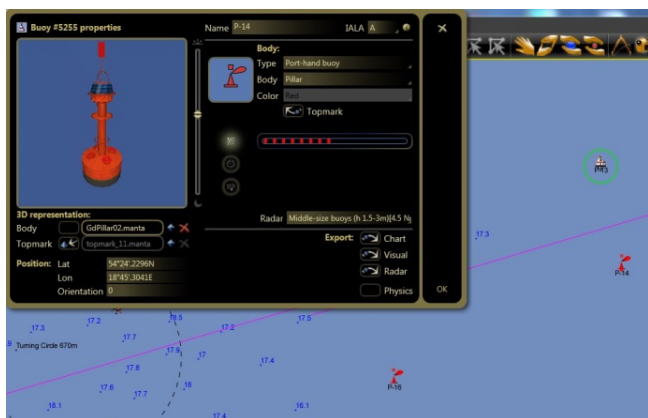 Buoy #5255 properties
Name P-14 IALA A
Body:
Type Port-hand buoy
Body Pillar
Color Red
Topmark
Radar Middle-size buoys (h 1.5-3m)[4.5 N
3D representation:
Body GdPillar02.manta
Topmark topmark_11.manta
Position: Lat 54°24'.2296N
Lon 18°45'.3041E
Orientation 0
Export: Chart
Visual
Radar
Physics
OK
17.3
P-14
17.3
17.2
17.2
17.5
17.7
Turning Circle 670m
17.9
17
17.4
17.8
17.6
17.7
18
P-16
18.1
17.4
16.1